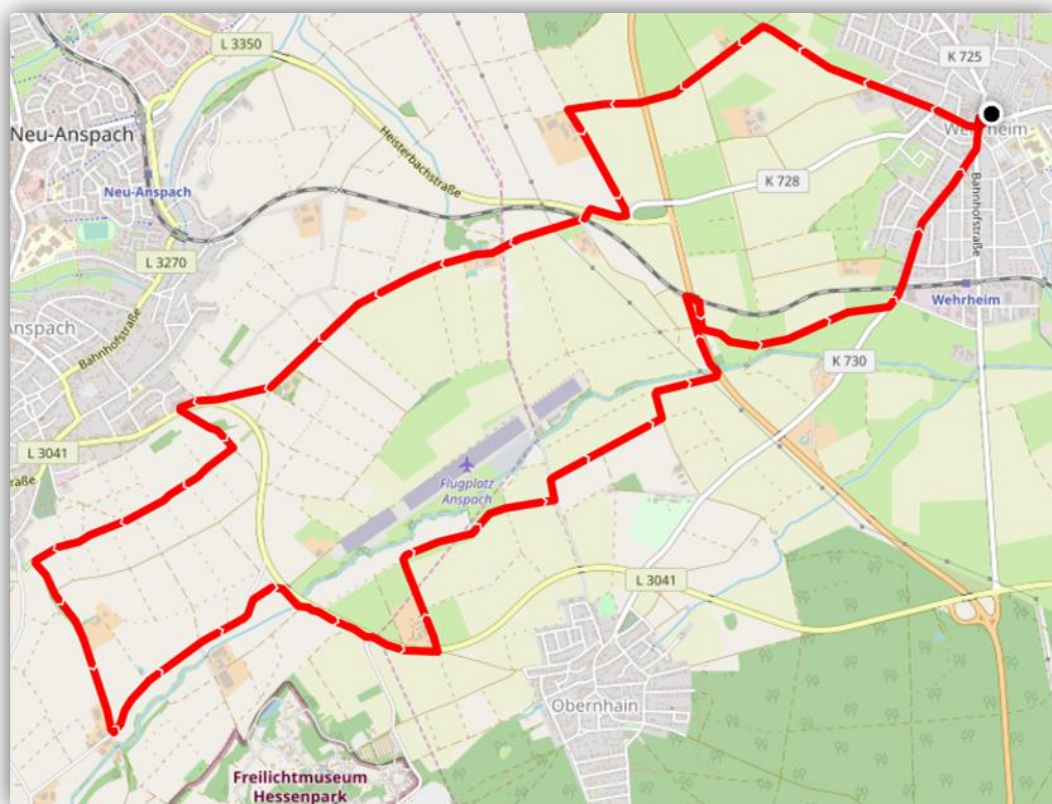 L 3350
K 725
Neu-Anspach
Wehrheim
Heisterbachstraße
K 728
Neu-Anspach
Bahnhofstraße
L 3270
Wehrheim
Anspach
Bahnhofstraße
K 730
L 3041
Flugplatz
Anspach
L 3041
Obernhain
Freilichtmuseum
Hessenpark